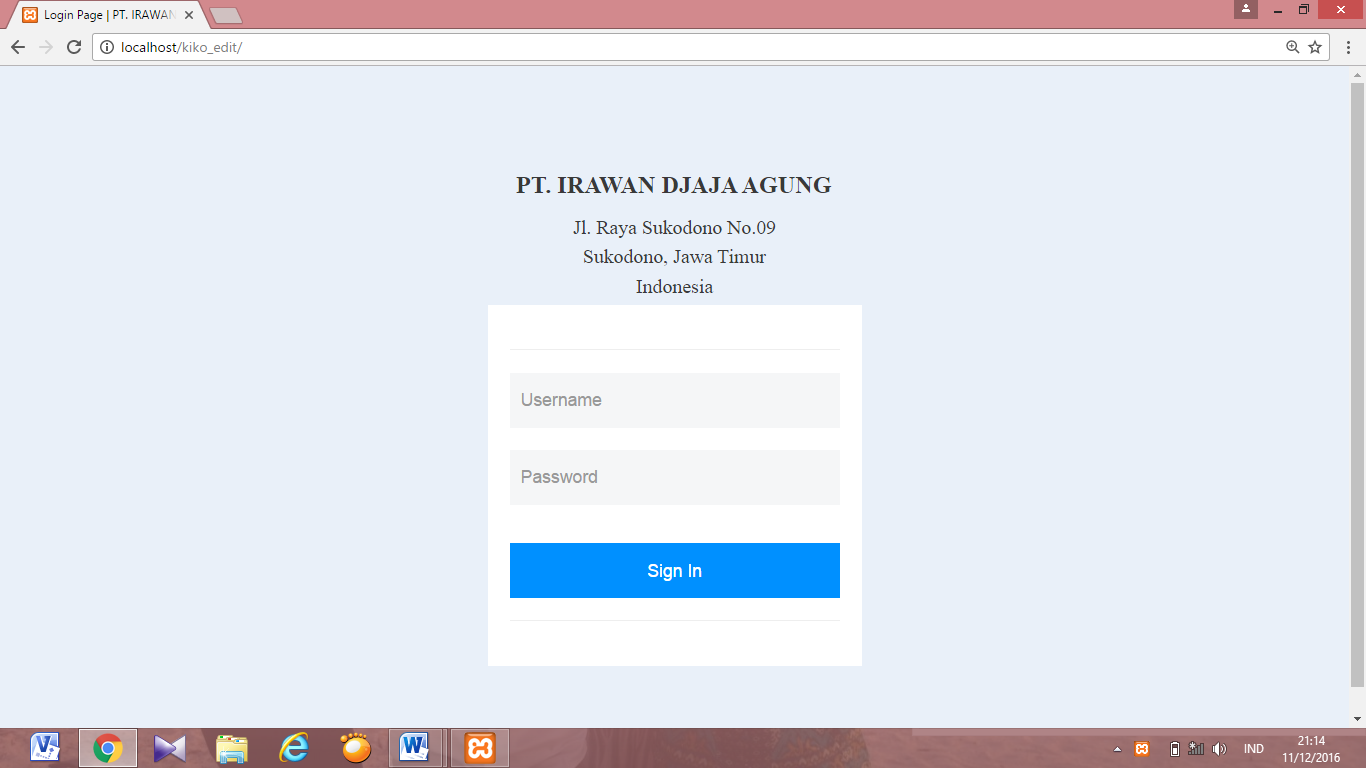 Login Page | PT. IRAWAN
localhost/kiko_edit/
PT. IRAWAN DJAJA AGUNG
Jl. Raya Sukodono No.09
Sukodono, Jawa Timur
Indonesia
Username
Password
Sign In
IND
21:14
11/12/2016